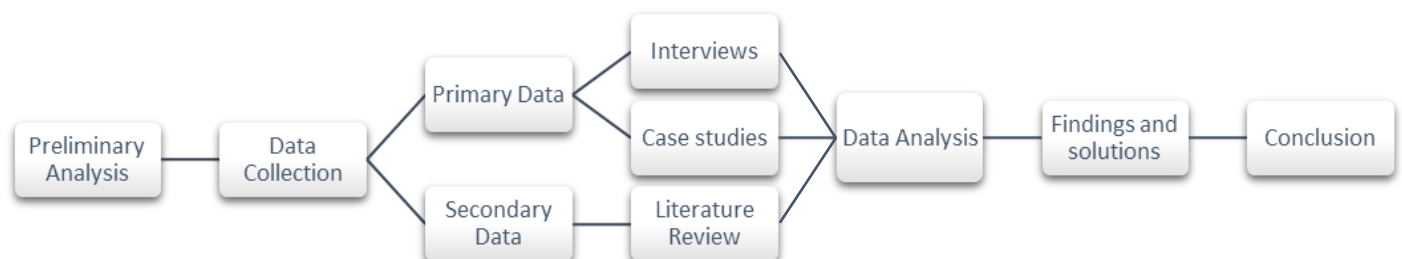 Preliminary
Analysis
Data
Collection
Primary Data
Secondary
Data
Interviews
Case studies
Literature
Review
Data Analysis
Findings and
solutions
Conclusion